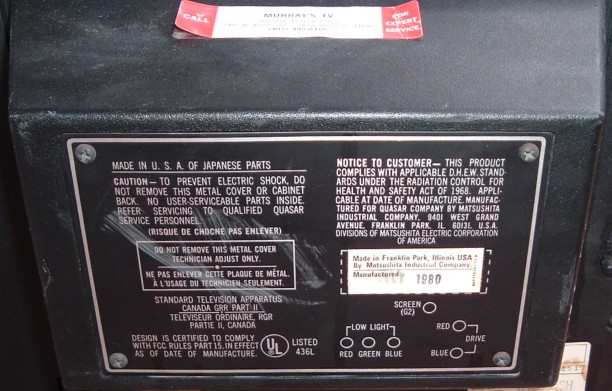 CALL
MURRAY'S TV
FOR
EXPERT
SERVICE
MADE IN U. S. A. OF JAPANESE PARTS
CAUTION — TO PREVENT ELECTRIC SHOCK, DO
NOT REMOVE THIS METAL COVER OR CABINET
BACK. NO USER-SERVICEABLE PARTS INSIDE.
REFER SERVICING TO QUALIFIED QUASAR
SERVICE PERSONNEL.
(RISQUE DE CHOCNE PAS ENLEVER)
DO NOT REMOVE THIS METAL COVER
TECHNICIAN ADJUST ONLY.
NE PAS ENLEVER CETTE PLAQUE DE MÉTAL.
À L'USAGE DU TECHNICIEN SEULEMENT.
STANDARD TELEVISION APPARATUS
CANADA GRR PART II
TELEVISEUR ORDINAIRE, RGR
PARTIE II, CANADA
DESIGN IS CERTIFIED TO COMPLY
WITH FCC RULES PART 15, IN EFFECT
AS OF DATE OF MANUFACTURE.
UL
LISTED
436L
NOTICE TO CUSTOMER— THIS PRODUCT
COMPLIES WITH APPLICABLE D.H.E.W. STAND-
ARDS UNDER THE RADIATION CONTROL FOR
HEALTH AND SAFETY ACT OF 1968. APPLI-
CABLE AT DATE OF MANUFACTURE. MANUFAC-
TURED FOR QUASAR COMPANY BY MATSUSHITA
INDUSTRIAL COMPANY, 9401 WEST GRAND
AVENUE, FRANKLIN PARK, IL. 60131, U.S.A.
DIVISIONS OF MATSUSHITA ELECTRIC CORPORATION
OF AMERICA
Made in Franklin Park, Illinois USA
By Matsushita Industrial Company
Manufactured 1980
SCREEN
(G2)
LOW LIGHT
RED GREEN BLUE
RED
DRIVE
BLUE